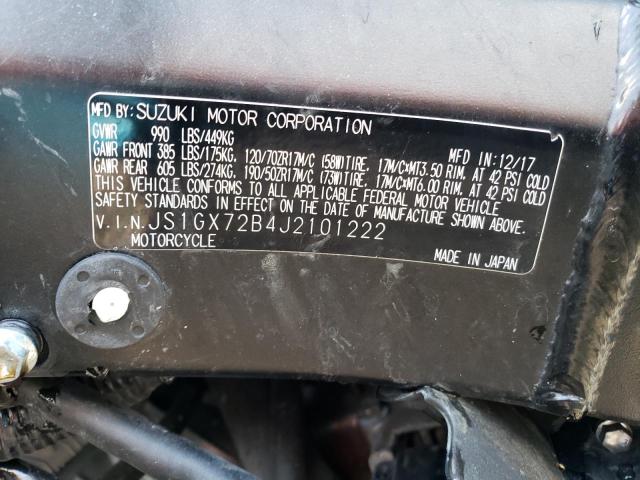 MFD BY: SUZUKI MOTOR CORPORATION
GVWR 990 LBS/449KG MFD IN: 12/17
GAWR FRONT 385 LBS/175KG. 120/70ZR17M/C (58W)TIRE, 17M/C×MT3.50 RIM. AT 42 PSI COLD
GAWR REAR 605 LBS/274KG. 190/50ZR17M/C (73W)TIRE, 17M/C×MT6.00 RIM. AT 42 PSI COLD
THIS VEHICLE CONFORMS TO ALL APPLICABLE FEDERAL MOTOR VEHICLE
SAFETY STANDARDS IN EFFECT ON THE DATE OF MANUFACTURE SHOWN ABOVE.
V.I.N. JS1GX72B4J2101222
MOTORCYCLE MADE IN JAPAN